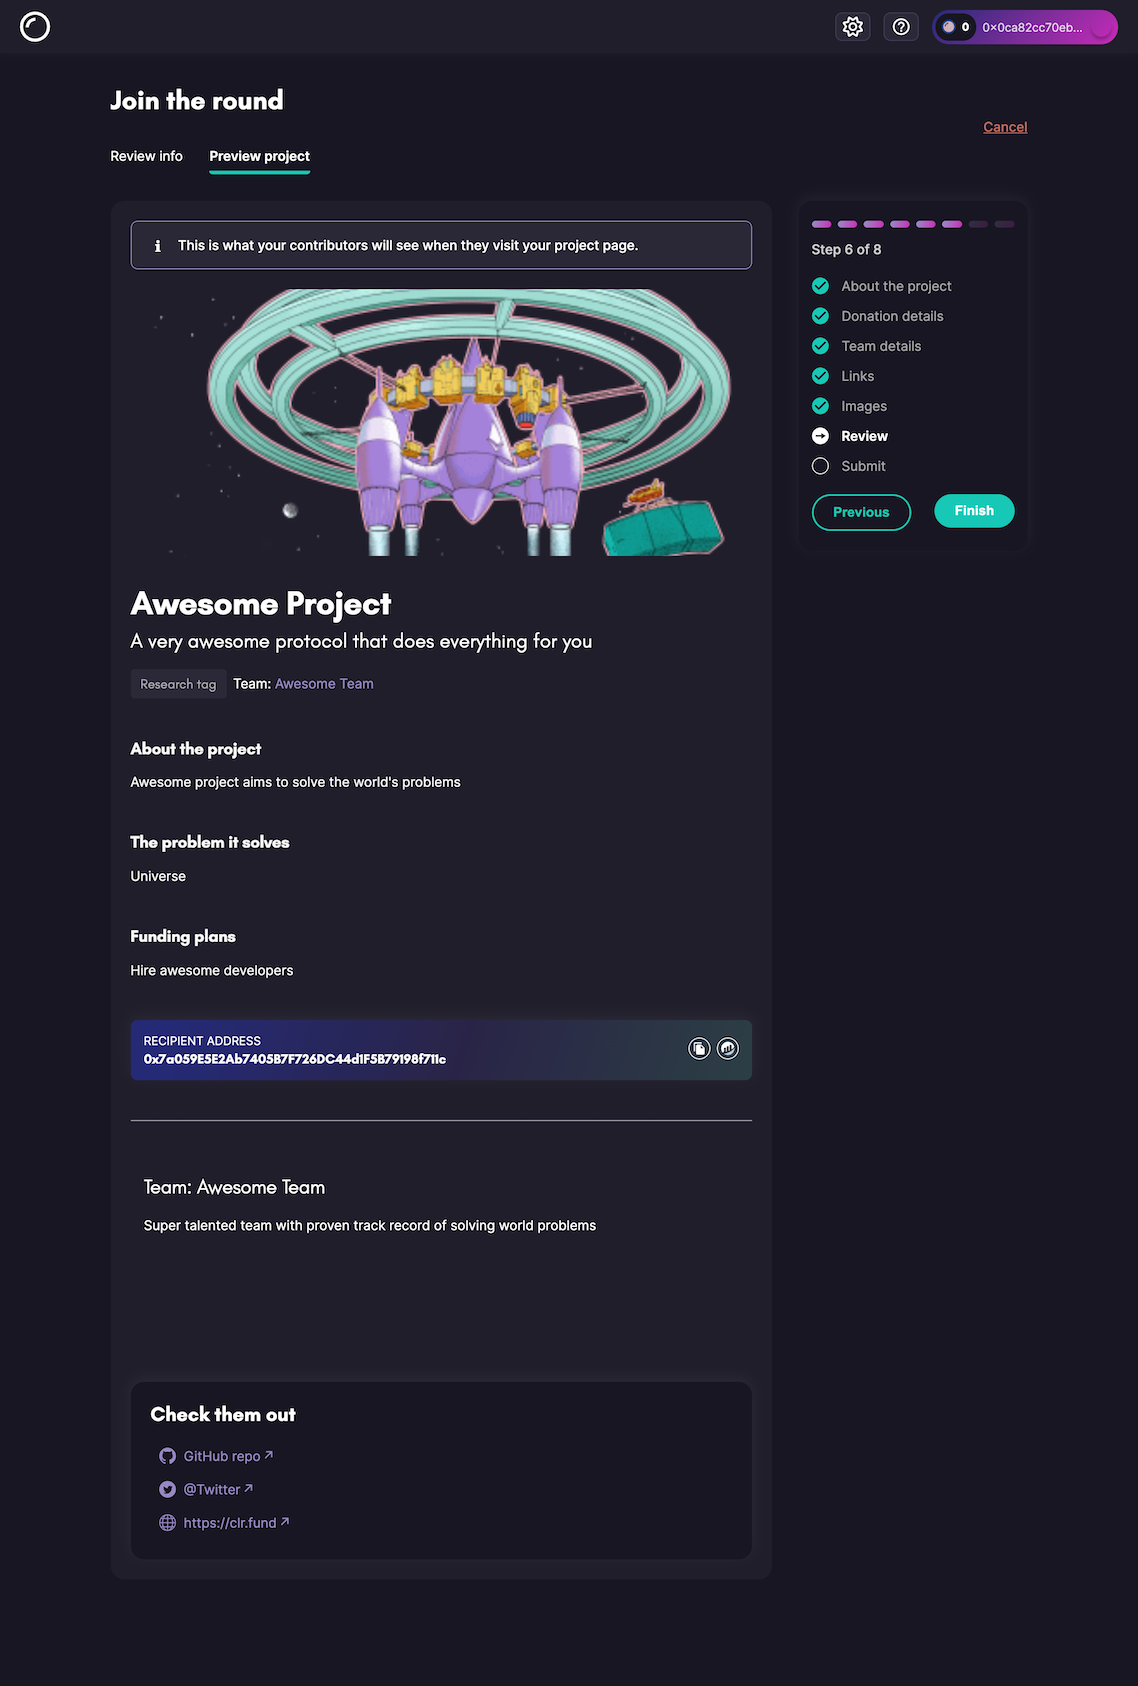 0
0x0ca82cc70eb...
Join the round
Cancel
Review info
Preview project
This is what your contributors will see when they visit your project page.
Awesome Project
A very awesome protocol that does everything for you
Research tag
Team: Awesome Team
About the project
Awesome project aims to solve the world's problems
The problem it solves
Universe
Funding plans
Hire awesome developers
RECIPIENT ADDRESS
0x7a059E5E2Ab7405B7F726DC44d1F5B79198f711c
Team: Awesome Team
Super talented team with proven track record of solving world problems
Check them out
GitHub repo ↗
@Twitter ↗
https://clr.fund ↗
Step 6 of 8
About the project
Donation details
Team details
Links
Images
Review
Submit
Previous
Finish